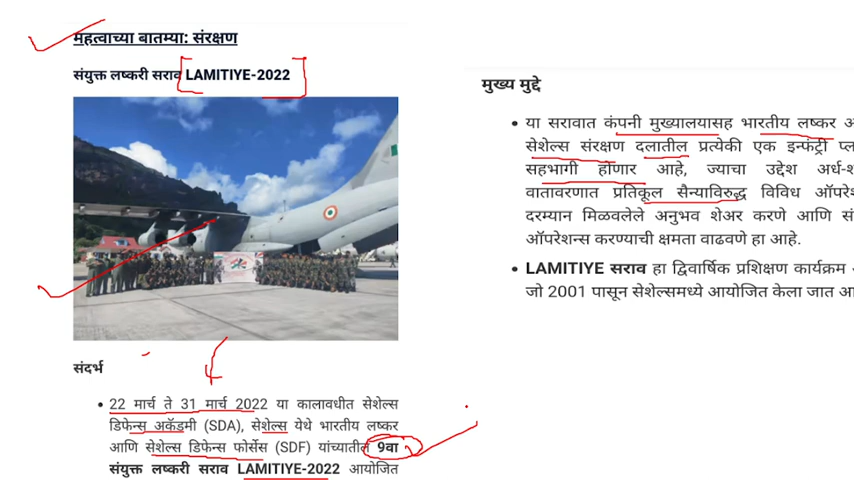 महत्वाच्या बातम्या: संरक्षण
संयुक्त लष्करी सराव LAMITIYE-2022
संदर्भ
• 22 मार्च ते 31 मार्च 2022 या कालावधीत सेशेल्स
डिफेन्स अकॅडमी (SDA), सेशेल्स येथे भारतीय लष्कर
आणि सेशेल्स डिफेन्स फोर्सेस (SDF) यांच्यातील 9वा
संयुक्त लष्करी सराव LAMITIYE-2022 आयोजित
मुख्य मुद्दे
• या सरावात कंपनी मुख्यालयासह भारतीय लष्कर
सेशेल्स संरक्षण दलातील प्रत्येकी एक इन्फंट्री
सहभागी होणार आहे, ज्याचा उद्देश
वातावरणात प्रतिकूल सैन्याविरुद्ध विविध
दरम्यान मिळवलेले अनुभव शेअर करणे आणि
ऑपरेशन्स करण्याची क्षमता वाढवणे हा आहे.
• LAMITIYE सराव हा द्विवार्षिक प्रशिक्षण कार्यक्रम
जो 2001 पासून सेशेल्समध्ये आयोजित केला जात